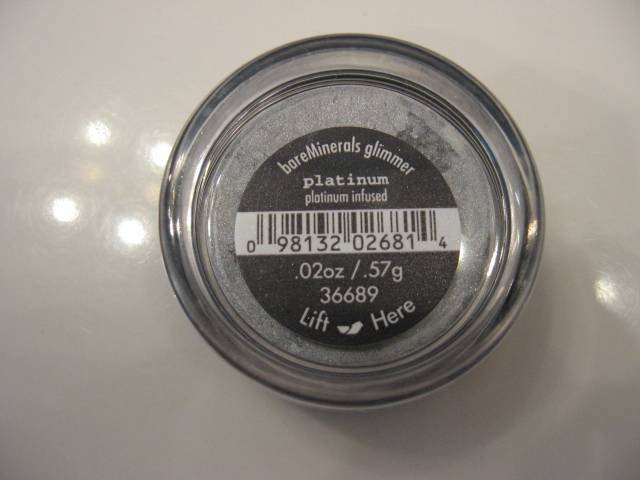 bareMinerals glimmer
platinum
platinum infused
0 98132 02681 4
.02oz / .57g
36689
Lift Here